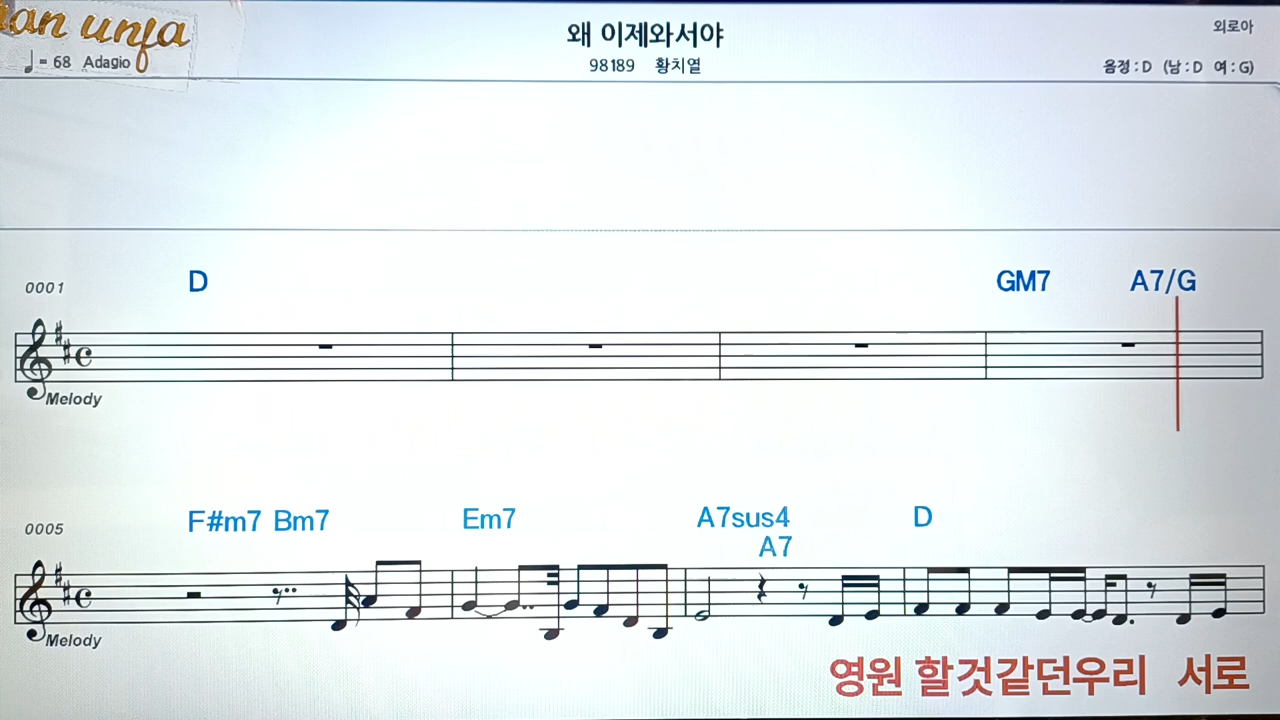 an unja
♩ = 68 Adagio
왜 이제와서야
98189 황치열
외로아
음정 : D (남 : D 여 : G)
0001
D GM7 A7/G
Melody
0005
F#m7 Bm7 Em7 A7sus4 D
A7
Melody
영원 할것같던우리 서로